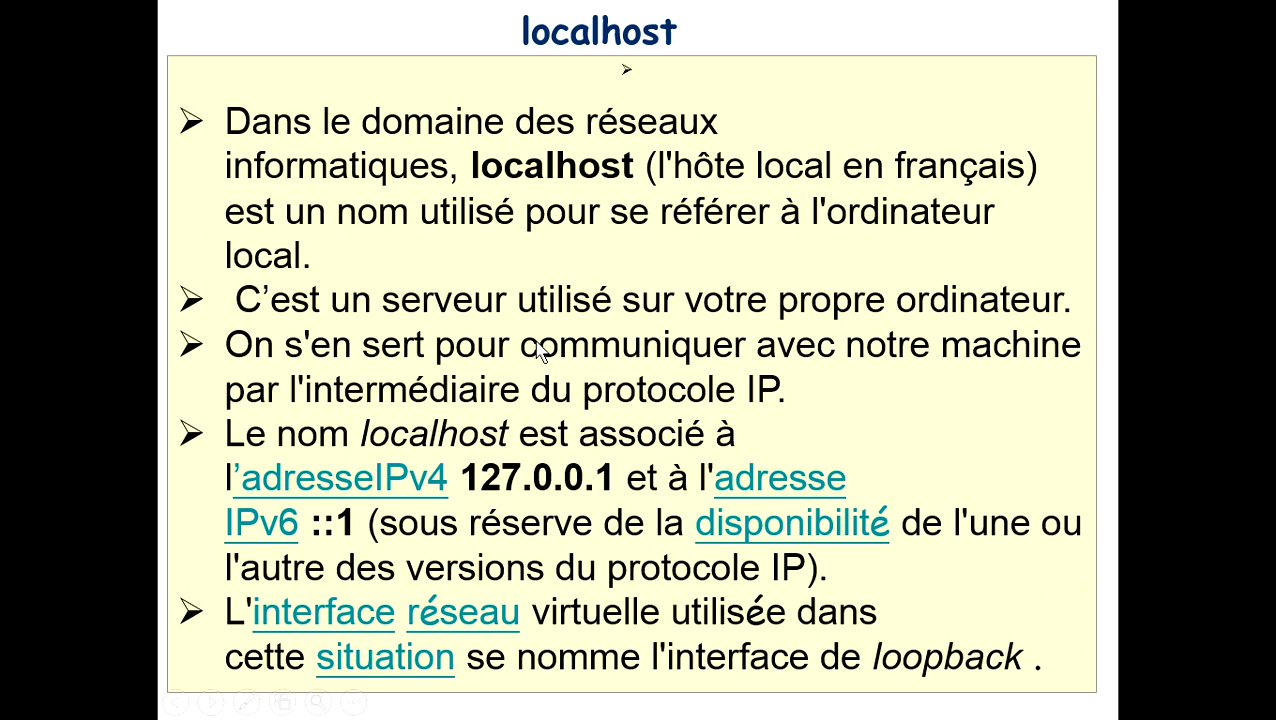 localhost
➢
➢ Dans le domaine des réseaux
informatiques, localhost (l'hôte local en français)
est un nom utilisé pour se référer à l'ordinateur
local.
➢ C’est un serveur utilisé sur votre propre ordinateur.
➢ On s'en sert pour communiquer avec notre machine
par l'intermédiaire du protocole IP.
➢ Le nom localhost est associé à
l’adresseIPv4 127.0.0.1 et à l'adresse
IPv6 ::1 (sous réserve de la disponibilité de l'une ou
l'autre des versions du protocole IP).
➢ L'interface réseau virtuelle utilisée dans
cette situation se nomme l'interface de loopback .